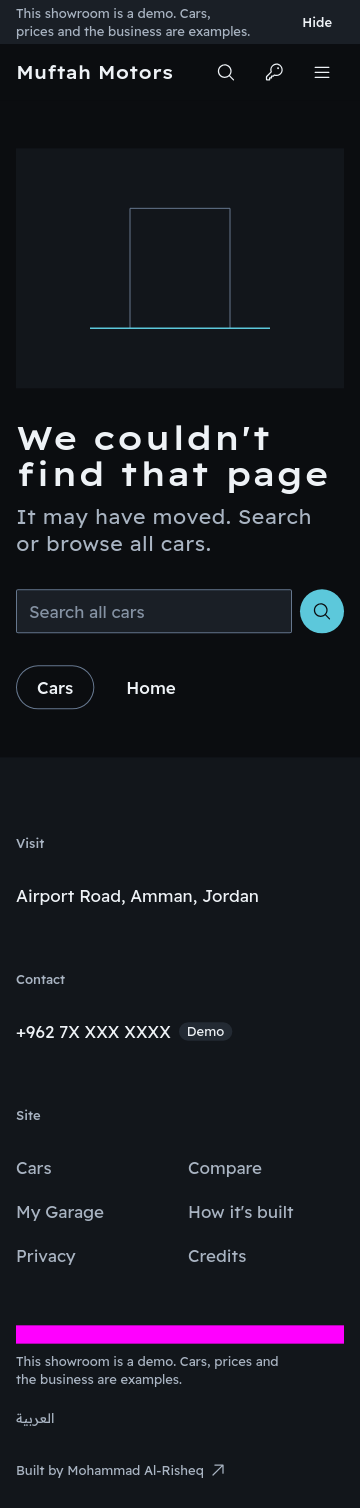 This showroom is a demo. Cars,
prices and the business are examples.
Hide
Muftah Motors
We couldn't
find that page
It may have moved. Search
or browse all cars.
Search all cars
Cars
Home
Visit
Airport Road, Amman, Jordan
Contact
+962 7X XXX XXXX
Demo
Site
Cars
Compare
My Garage
How it's built
Privacy
Credits
This showroom is a demo. Cars, prices and
the business are examples.
العربية
Built by Mohammad Al-Risheq